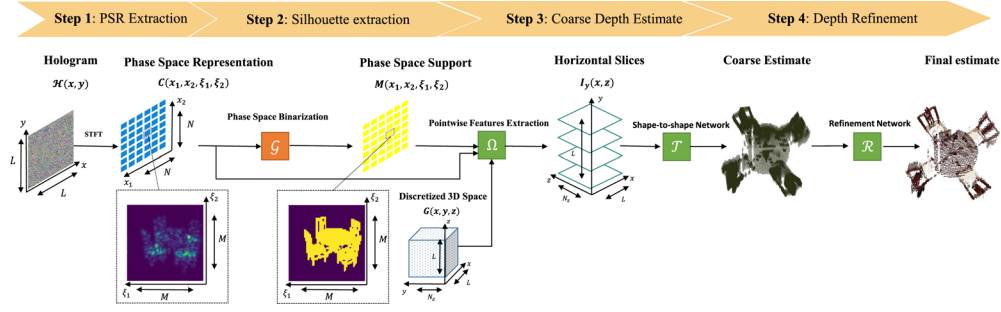 Step 1: PSR Extraction
Step 2: Silhouette extraction
Step 3: Coarse Depth Estimate
Step 4: Depth Refinement
Hologram
ℋ(x, y)
y
L
x
L
STFT
Phase Space Representation
C(x₁, x₂, ξ₁, ξ₂)
x₂
N
N
x₁
ξ₂
M
ξ₁
M
Phase Space Binarization
𝒢
Phase Space Support
M(x₁, x₂, ξ₁, ξ₂)
ξ₂
M
ξ₁
M
Pointwise Features Extraction
Ω
Discretized 3D Space
G(x, y, z)
z
L
x
L
y
Nz
Horizontal Slices
Iy(x, z)
y
L
z
x
Nz
L
Shape-to-shape Network
𝒯
Coarse Estimate
Refinement Network
ℛ
Final estimate